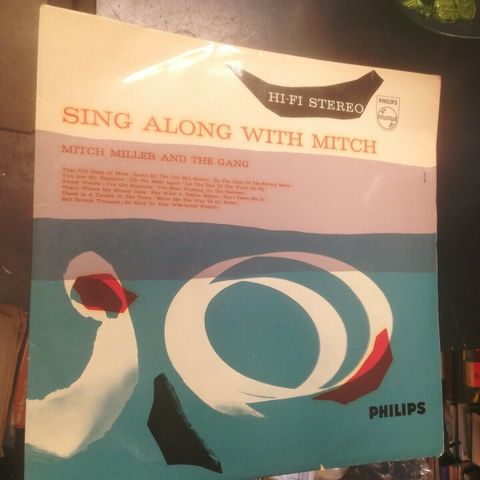 HI-FI STEREO
PHILIPS
SING ALONG WITH MITCH
MITCH MILLER AND THE GANG
That Old Gang Of Mine / Down By The Old Mill Stream / By The Light Of The Silvery Moon /
You Are My Sunshine / Till We Meet Again / Let The Rest Of The World Go By /
Sweet Violets / I've Got Sixpence / I've Been Working On The Railroad /
That's Where My Money Goes / She Wore A Yellow Ribbon / Don't Fence Me In /
There Is A Tavern In The Town / Show Me The Way To Go Home /
Bell Bottom Trousers / Be Kind To Your Web-footed Friends
PHILIPS